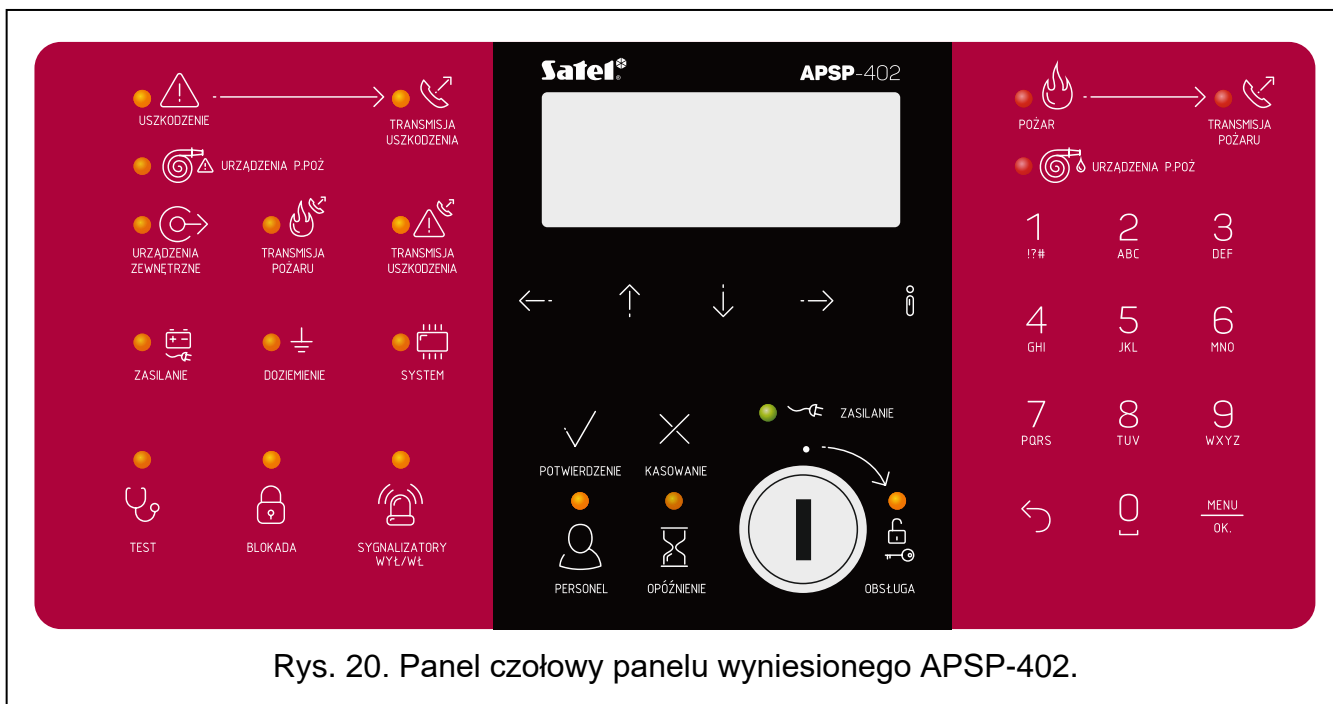 Satel®
APSP-402
USZKODZENIE
TRANSMISJA
USZKODZENIA
URZĄDZENIA P.POŻ
URZĄDZENIA
ZEWNĘTRZNE
TRANSMISJA
POŻARU
TRANSMISJA
USZKODZENIA
ZASILANIE
DOZIEMIENIE
SYSTEM
TEST
BLOKADA
SYGNALIZATORY
WYŁ/WŁ
POTWIERDZENIE
KASOWANIE
ZASILANIE
PERSONEL
OPÓŹNIENIE
OBSŁUGA
POŻAR
TRANSMISJA
POŻARU
URZĄDZENIA P.POŻ
1 2 3
!?# ABC DEF
4 5 6
GHI JKL MNO
7 8 9
PQRS TUV WXYZ
0 MENU
OK.
Rys. 20. Panel czołowy panelu wyniesionego APSP-402.